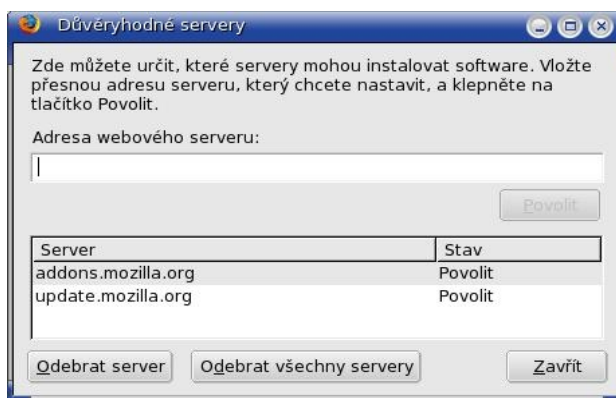 Důvěryhodné servery
Zde můžete určit, které servery mohou instalovat software. Vložte
přesnou adresu serveru, který chcete nastavit, a klepněte na
tlačítko Povolit.
Adresa webového serveru:
Povolit
Server Stav
addons.mozilla.org Povolit
update.mozilla.org Povolit
Odebrat server Odebrat všechny servery Zavřít